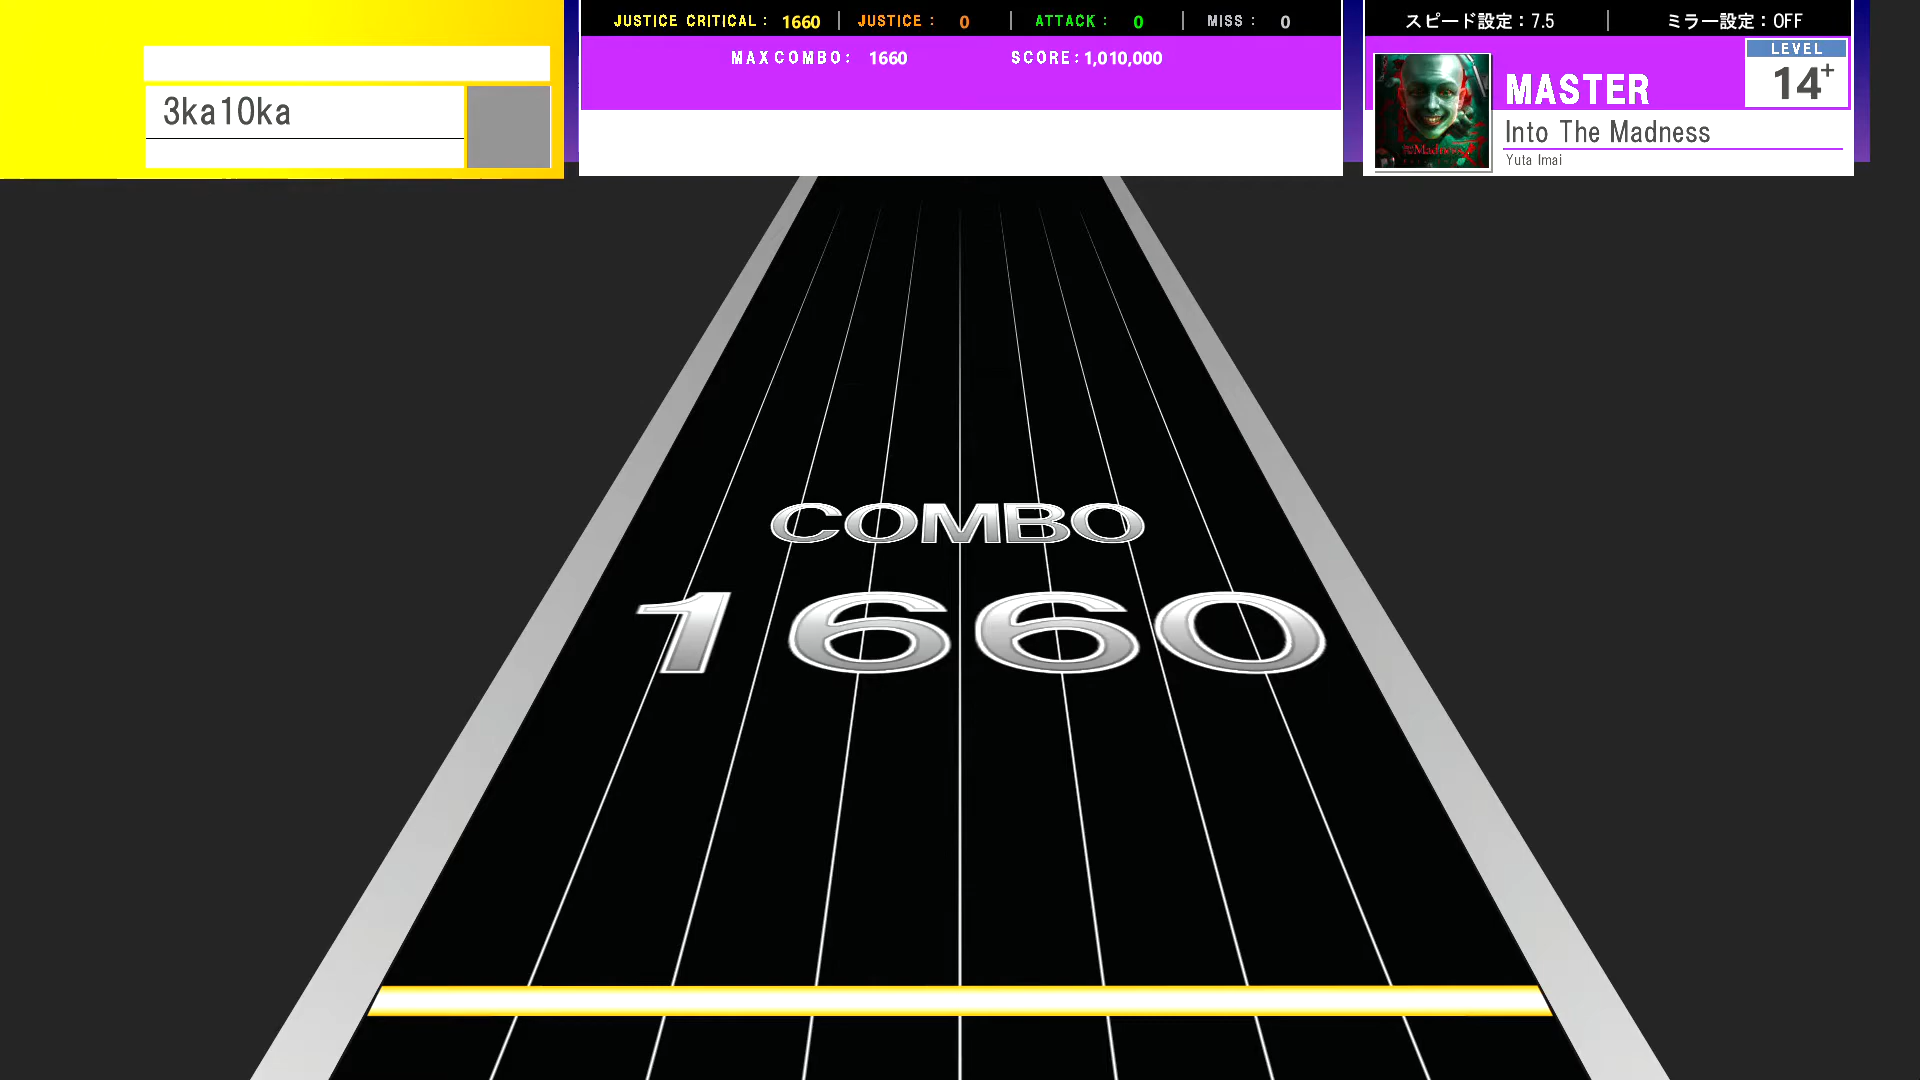 JUSTICE CRITICAL : 1660 | JUSTICE : 0 | ATTACK : 0 | MISS : 0
MAX COMBO : 1660 SCORE : 1,010,000
スピード設定：7.5 | ミラー設定：OFF
3ka10ka
LEVEL
14+
MASTER
Into The Madness
Yuta Imai
COMBO
1660